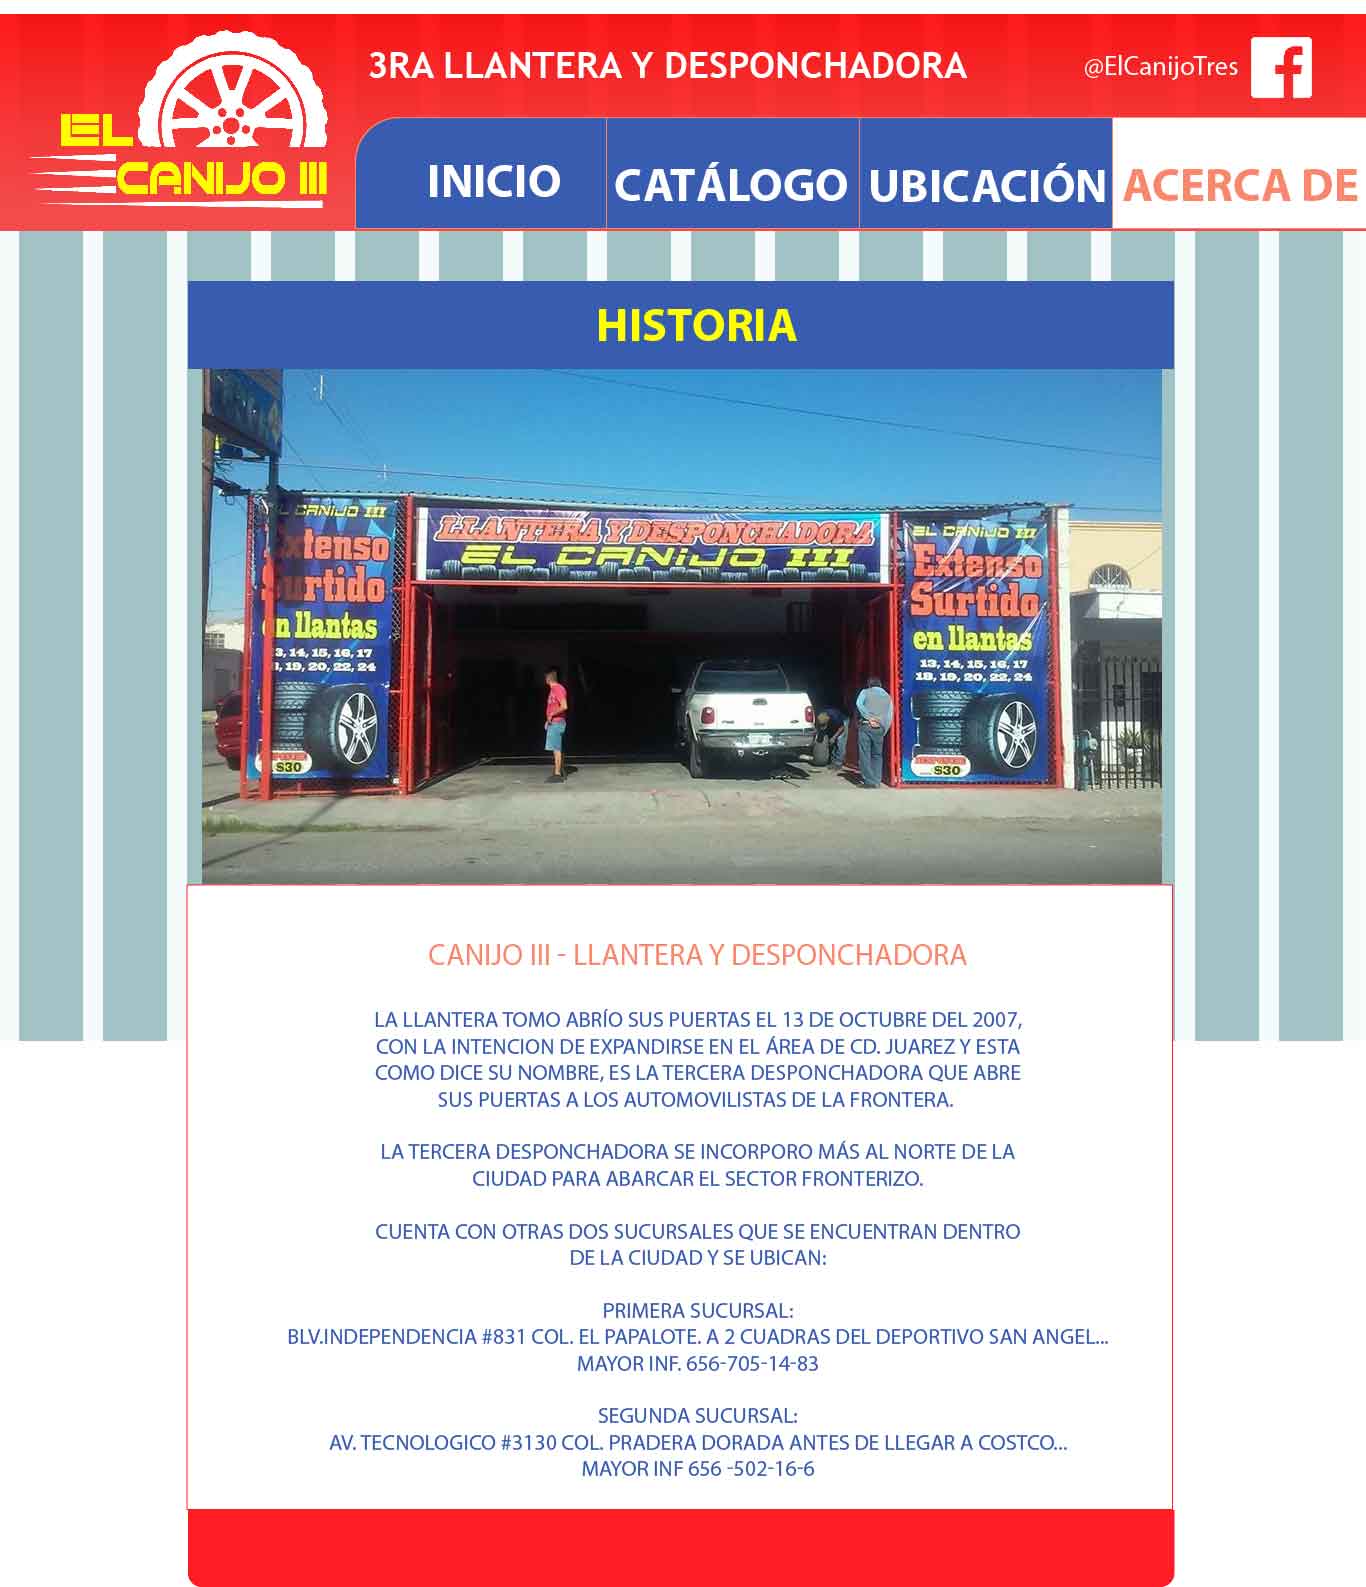 3RA LLANTERA Y DESPONCHADORA
@ElCanijoTres
EL
CANIJO III
INICIO
CATÁLOGO
UBICACIÓN
ACERCA DE
HISTORIA
EL CANIJO III
Extenso
Surtido
en llantas
3, 14, 15, 16, 17
, 19, 20, 22, 24
$30
LLANTERA Y DESPONCHADORA
EL CANIJO III
EL CANIJO III
Extenso
Surtido
en llantas
13, 14, 15, 16, 17
18, 19, 20, 22, 24
$30
CANIJO III - LLANTERA Y DESPONCHADORA
LA LLANTERA TOMO ABRÍO SUS PUERTAS EL 13 DE OCTUBRE DEL 2007,
CON LA INTENCION DE EXPANDIRSE EN EL ÁREA DE CD. JUAREZ Y ESTA
COMO DICE SU NOMBRE, ES LA TERCERA DESPONCHADORA QUE ABRE
SUS PUERTAS A LOS AUTOMOVILISTAS DE LA FRONTERA.
LA TERCERA DESPONCHADORA SE INCORPORO MÁS AL NORTE DE LA
CIUDAD PARA ABARCAR EL SECTOR FRONTERIZO.
CUENTA CON OTRAS DOS SUCURSALES QUE SE ENCUENTRAN DENTRO
DE LA CIUDAD Y SE UBICAN:
PRIMERA SUCURSAL:
BLV.INDEPENDENCIA #831 COL. EL PAPALOTE. A 2 CUADRAS DEL DEPORTIVO SAN ANGEL...
MAYOR INF. 656-705-14-83
SEGUNDA SUCURSAL:
AV. TECNOLOGICO #3130 COL. PRADERA DORADA ANTES DE LLEGAR A COSTCO...
MAYOR INF 656 -502-16-6